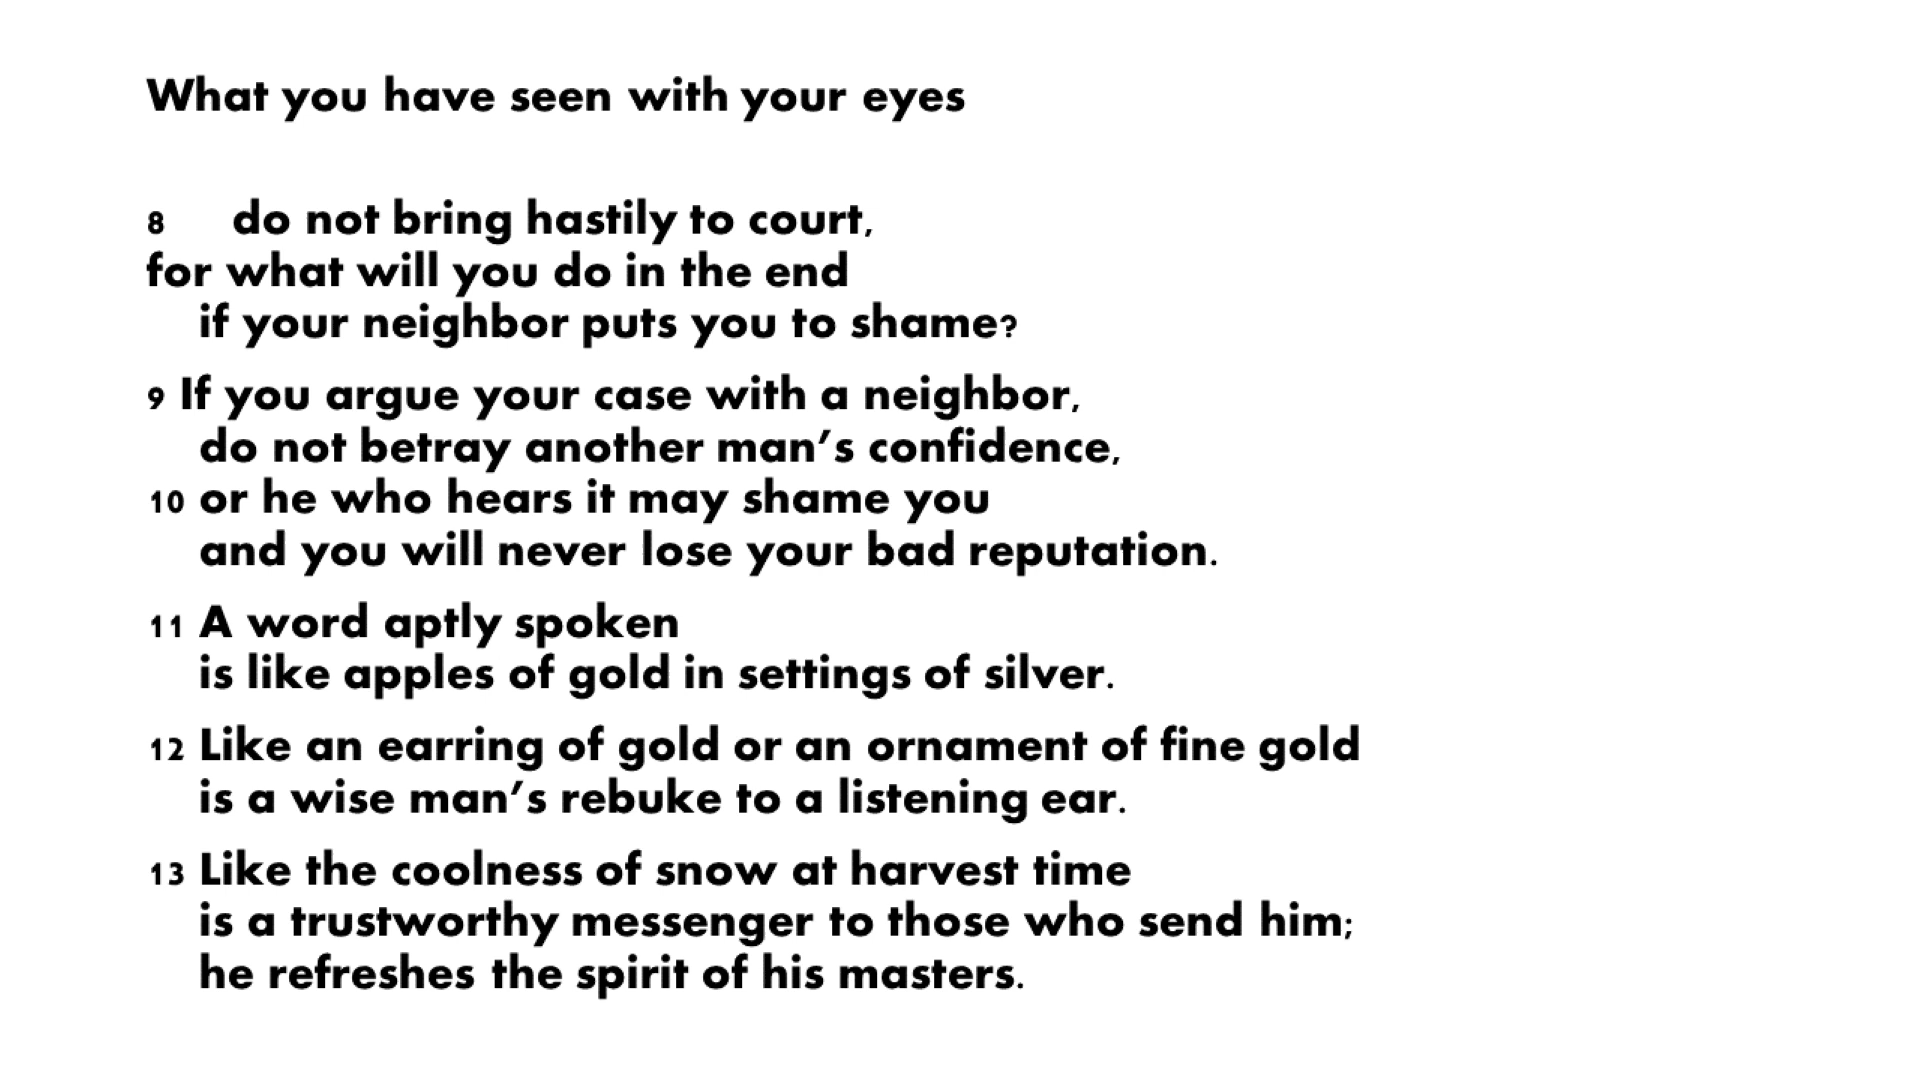 What you have seen with your eyes
8 do not bring hastily to court,
for what will you do in the end
if your neighbor puts you to shame?
9 If you argue your case with a neighbor,
do not betray another man’s confidence,
10 or he who hears it may shame you
and you will never lose your bad reputation.
11 A word aptly spoken
is like apples of gold in settings of silver.
12 Like an earring of gold or an ornament of fine gold
is a wise man’s rebuke to a listening ear.
13 Like the coolness of snow at harvest time
is a trustworthy messenger to those who send him;
he refreshes the spirit of his masters.